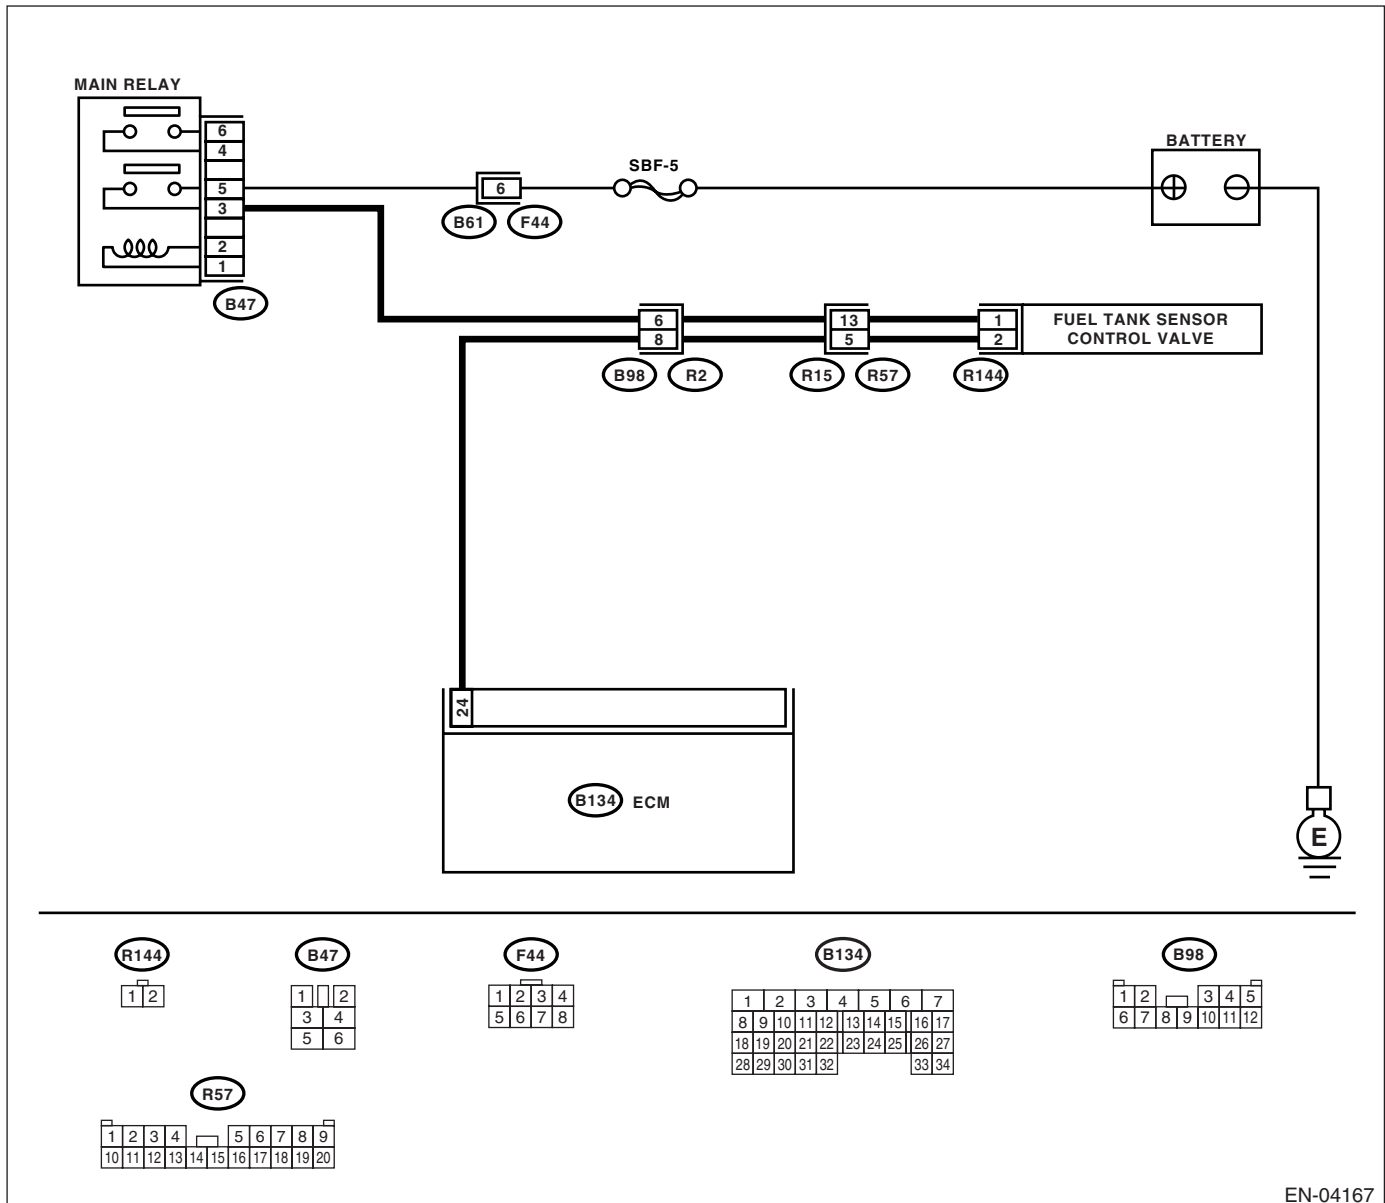 MAIN RELAY
6
4
5
3
2
1
B47
6
B61 F44
SBF-5
BATTERY
6 13 1
8 5 2
FUEL TANK SENSOR
CONTROL VALVE
B98 R2 R15 R57 R144
24
B134 ECM
E
R144
1 2
B47
1 2
3 4
5 6
F44
1 2 3 4
5 6 7 8
B134
1 2 3 4 5 6 7
8 9 10 11 12 13 14 15 16 17
18 19 20 21 22 23 24 25 26 27
28 29 30 31 32 33 34
B98
1 2 3 4 5
6 7 8 9 10 11 12
R57
1 2 3 4 5 6 7 8 9
10 11 12 13 14 15 16 17 18 19 20
EN-04167